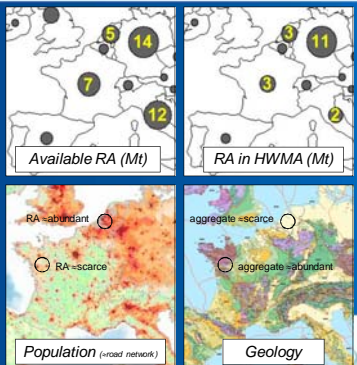 5
14
7
12
Available RA (Mt)
3
11
3
2
RA in HWMA (Mt)
RA ≈abundant
RA ≈scarce
Population (≈road network)
aggregate ≈scarce
aggregate ≈abundant
Geology